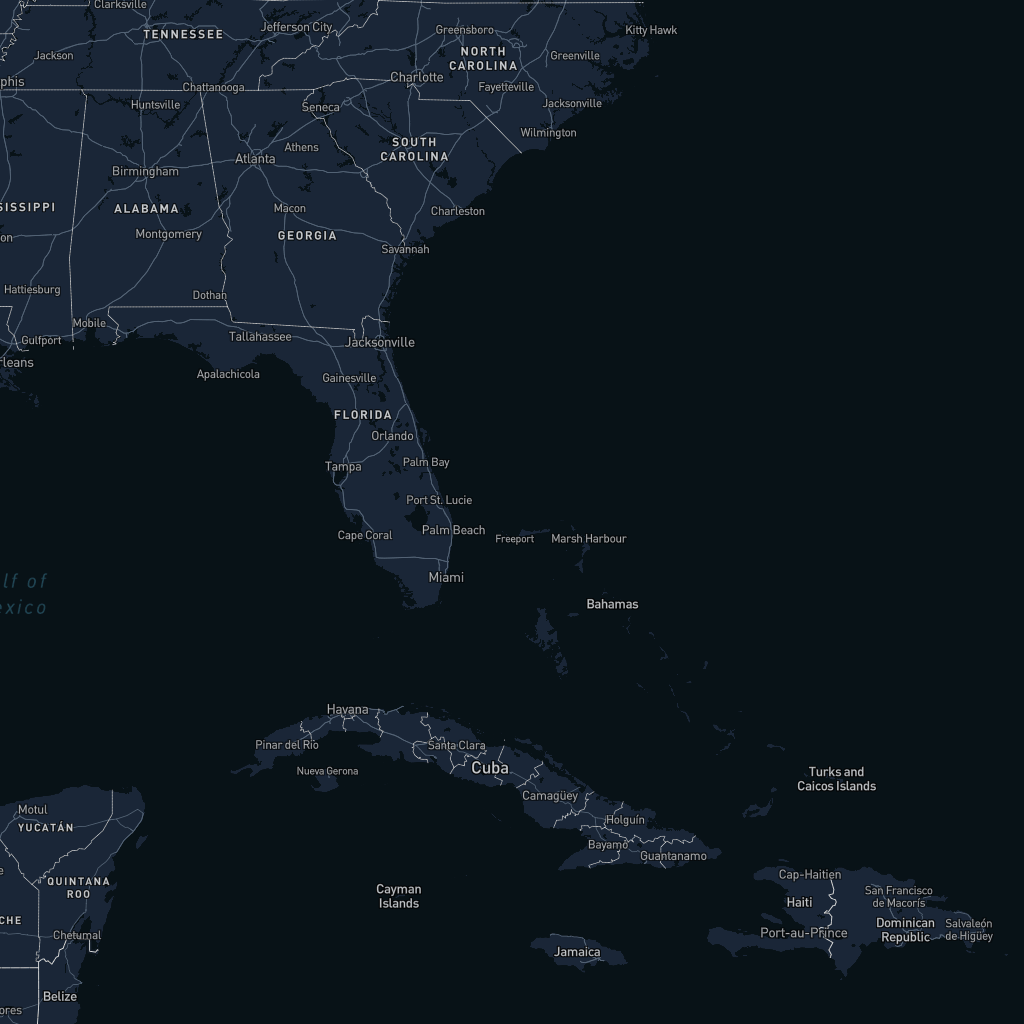 Clarksville
TENNESSEE
Jefferson City
Greensboro
Kitty Hawk
NORTH
CAROLINA
Jackson
Greenville
phis
Chattanooga
Charlotte
Fayetteville
Huntsville
Seneca
Jacksonville
Wilmington
SOUTH
CAROLINA
Athens
Atlanta
Birmingham
SISSIPPI
ALABAMA
Macon
Charleston
on
Montgomery
GEORGIA
Savannah
Hattiesburg
Dothan
Mobile
Gulfport
Tallahassee
Jacksonville
rleans
Apalachicola
Gainesville
FLORIDA
Orlando
Tampa
Palm Bay
Port St. Lucie
Cape Coral
Palm Beach
Freeport
Marsh Harbour
lf of
exico
Miami
Bahamas
Havana
Pinar del Río
Santa Clara
Nueva Gerona
Cuba
Turks and
Caicos Islands
Camagüey
Motul
YUCATÁN
Holguín
Bayamo
Guantanamo
e
QUINTANA
ROO
Cayman
Islands
Cap-Haitien
San Francisco
de Macorís
Haiti
CHE
Chetumal
Port-au-Prince
Dominican
Republic
Salvaleón
de Higüey
Jamaica
Belize
ores